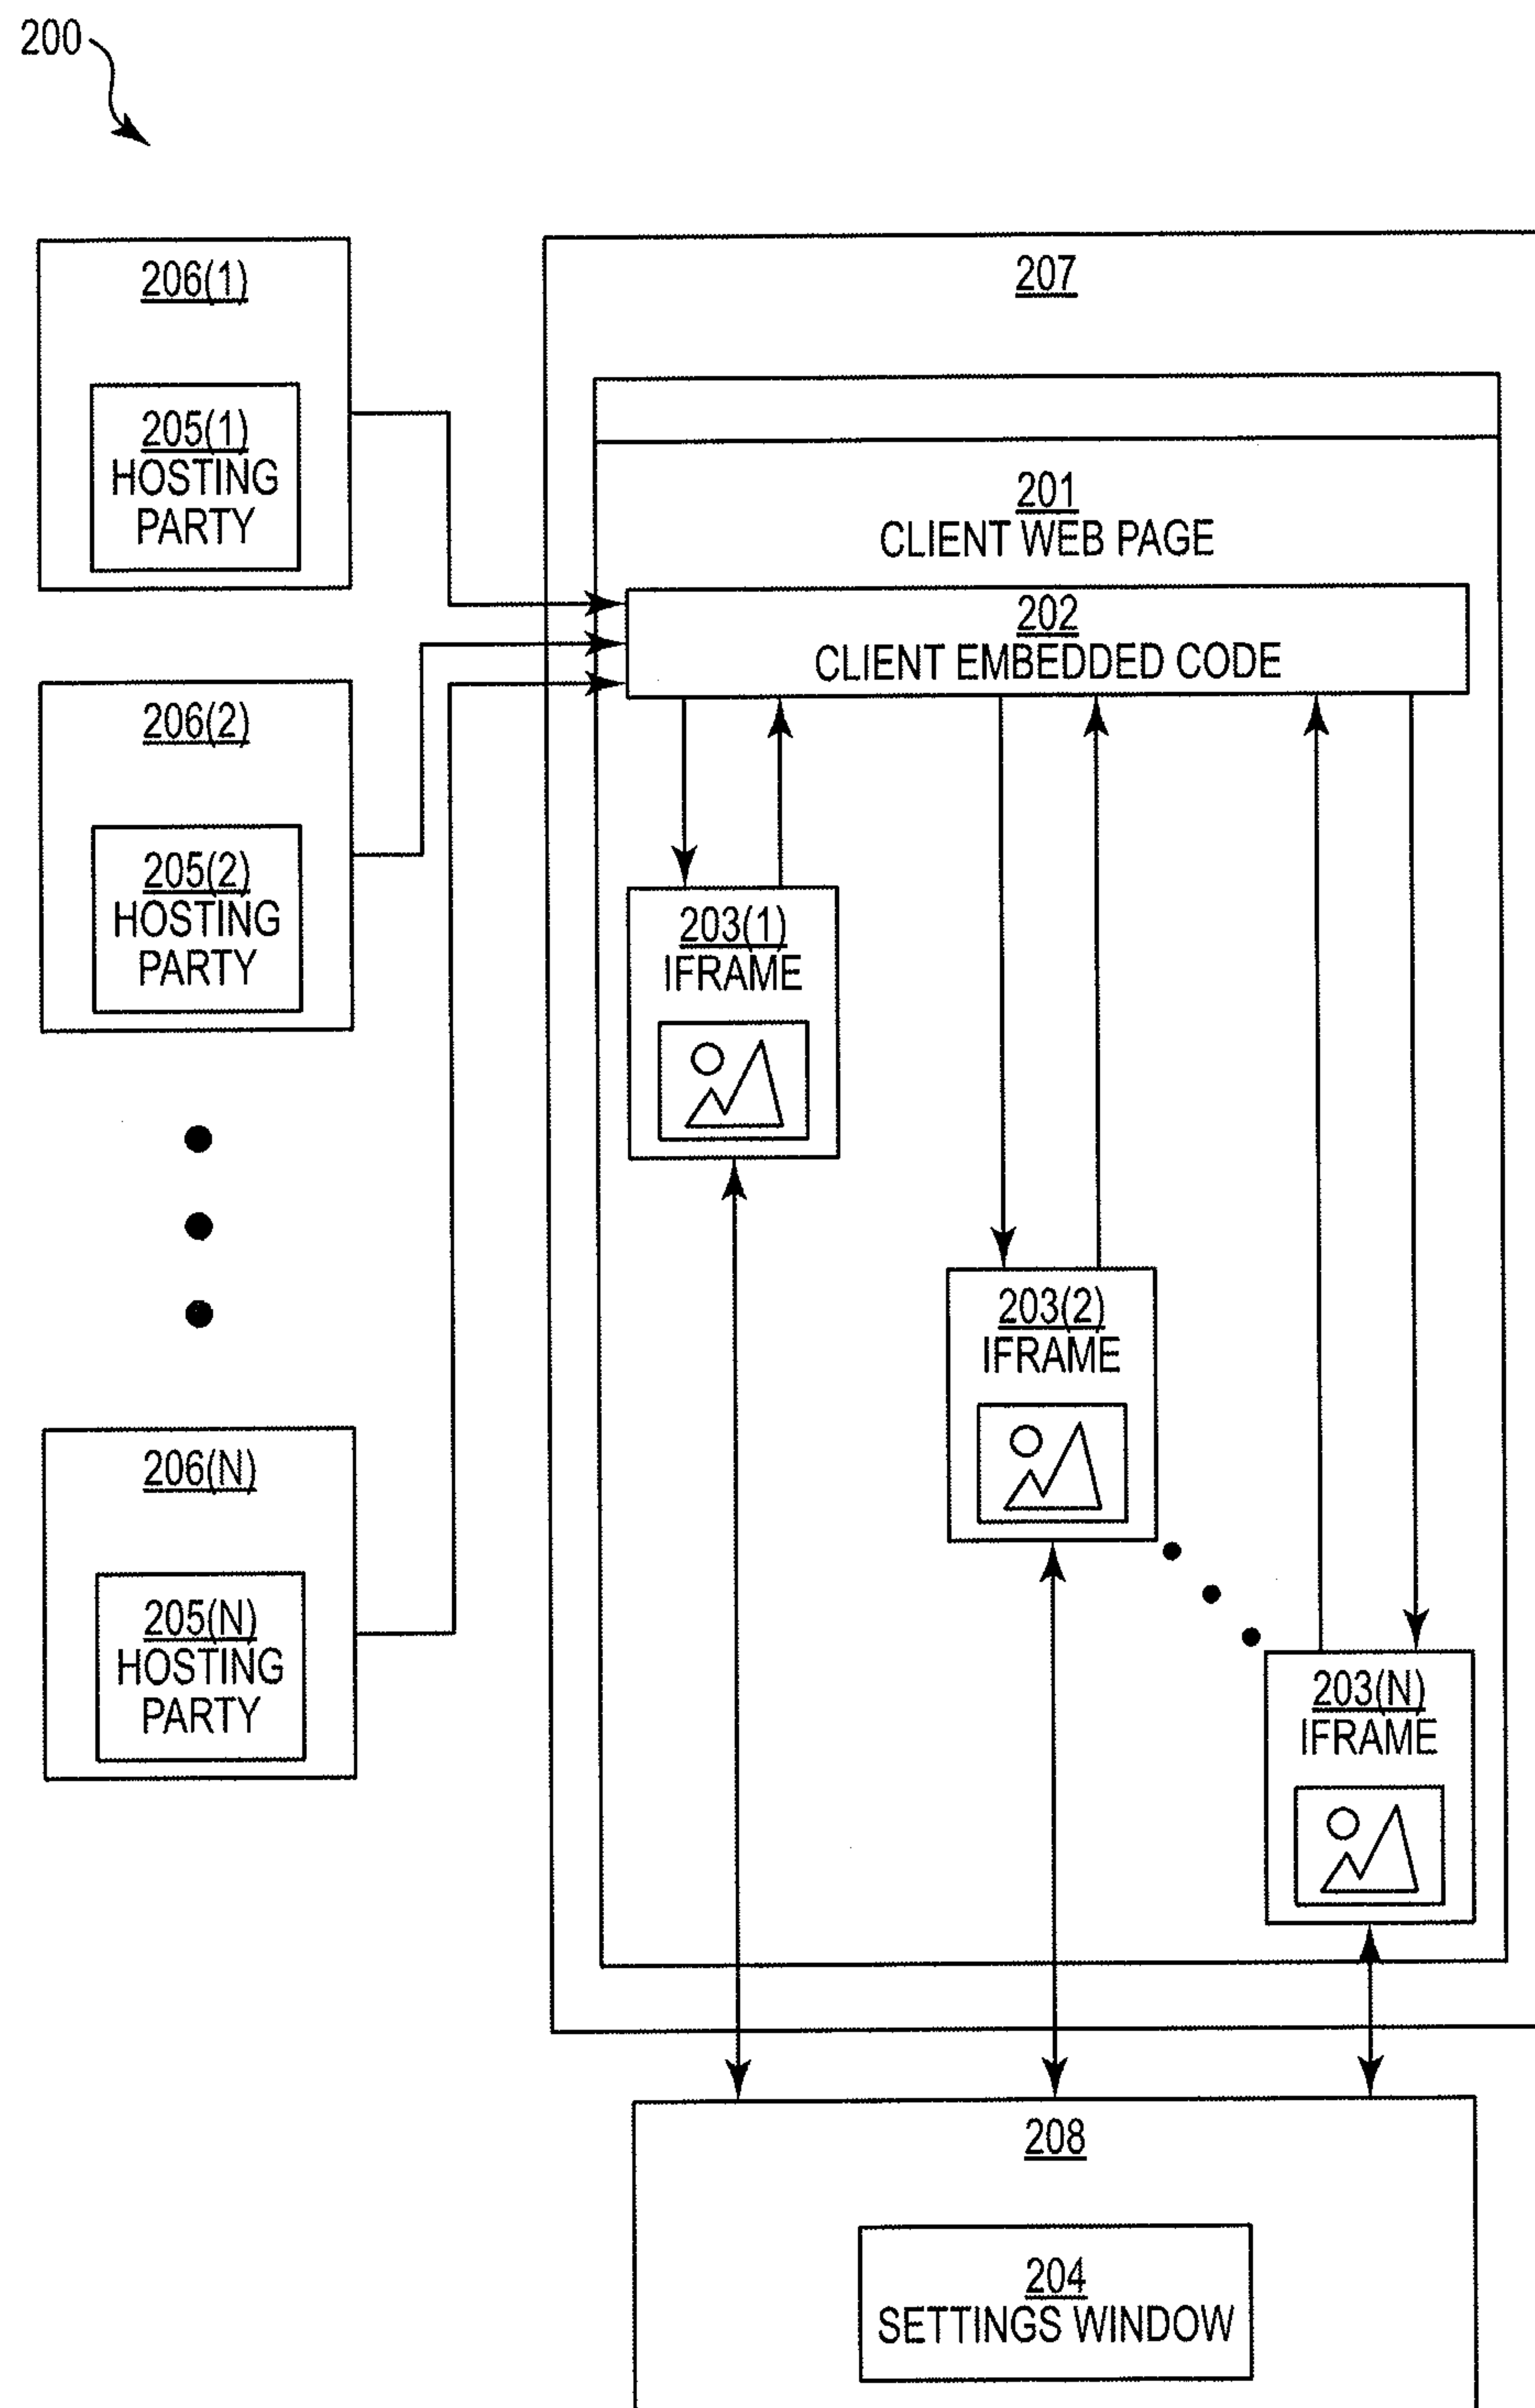 200
206(1)
205(1)
HOSTING
PARTY
206(2)
205(2)
HOSTING
PARTY
206(N)
205(N)
HOSTING
PARTY
207
201
CLIENT WEB PAGE
202
CLIENT EMBEDDED CODE
203(1)
IFRAME
203(2)
IFRAME
203(N)
IFRAME
208
204
SETTINGS WINDOW